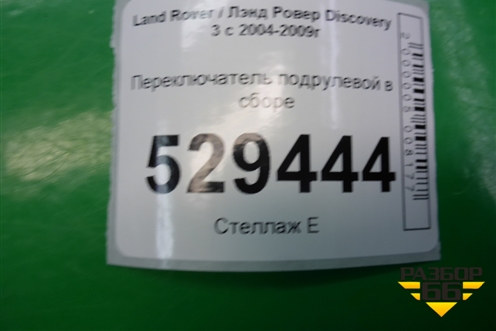 Land Rover / Лэнд Ровер Discovery
3 с 2004-2009г
Переключатель подрулевой в
сборе
529444
Стеллаж Е
РАЗБОР
66